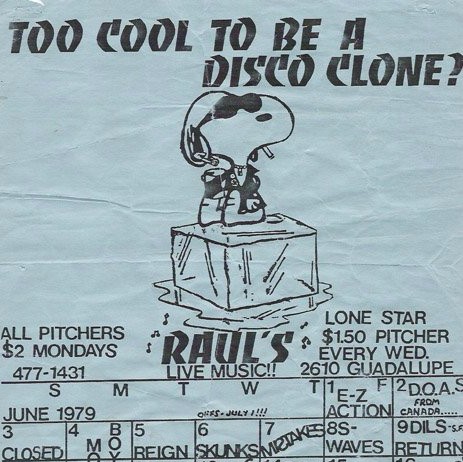 TOO COOL TO BE A
DISCO CLONE?
ALL PITCHERS
$2 MONDAYS
477-1431
RAUL'S
LIVE MUSIC!!
LONE STAR
$1.50 PITCHER
EVERY WED.
2610 GUADALUPE
S M T W T F S
JUNE 1979
1 E-Z
ACTION
2 D.O.A.
FROM
CANADA.....
3
CLOSED
4
5
REIGN
6
SKUNKS
7
MISTAKES
8 S-
WAVES
9 DILS-S.F.
RETURN